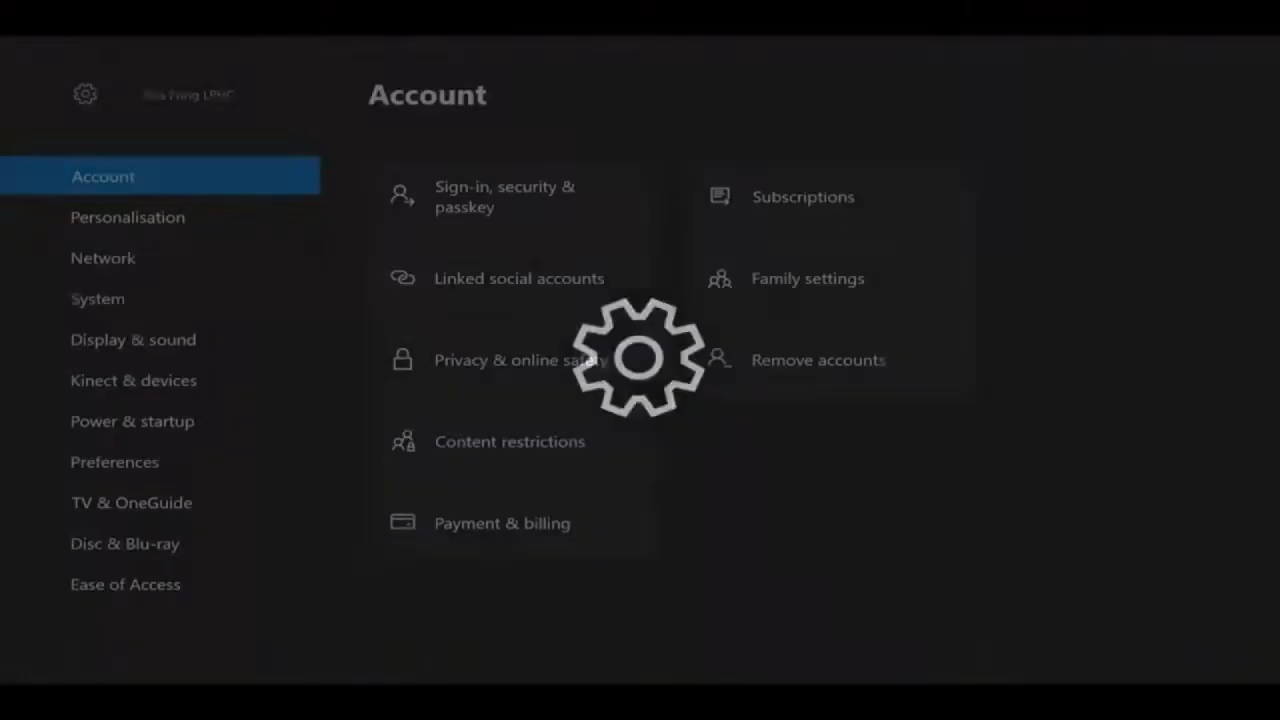 Account
Account
Personalisation
Network
System
Display & sound
Kinect & devices
Power & startup
Preferences
TV & OneGuide
Disc & Blu-ray
Ease of Access
Sign-in, security &
passkey
Linked social accounts
Privacy & online safety
Content restrictions
Payment & billing
Subscriptions
Family settings
Remove accounts